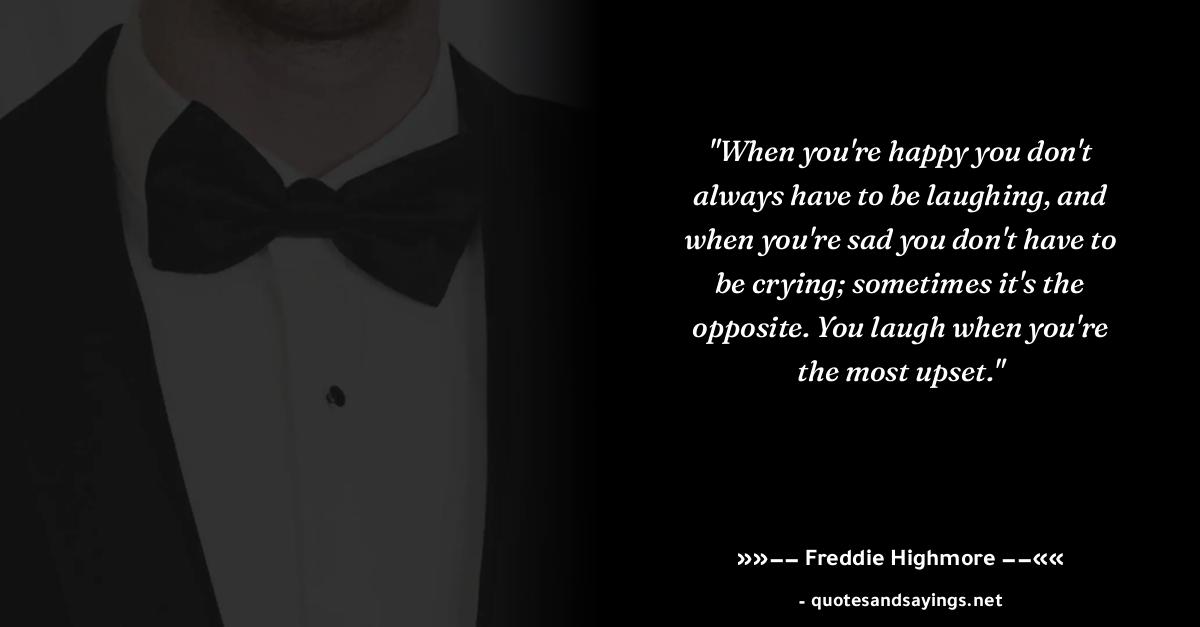 "When you're happy you don't
always have to be laughing, and
when you're sad you don't have to
be crying; sometimes it's the
opposite. You laugh when you're
the most upset."
»»−− Freddie Highmore −−««
- quotesandsayings.net